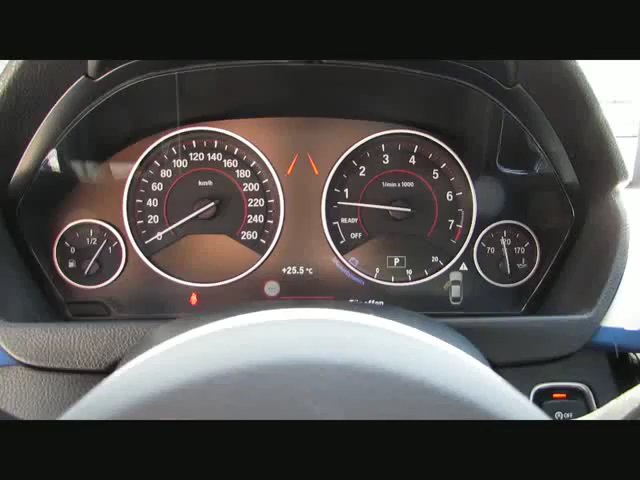 0 20 40 60 80 100 120 140 160 180 200 220 240 260
km/h
1 2 3 4 5 6 7
1/min x 1000
READY
OFF
0 1/2 1
70 120 170
P
0 10 20
+25.5 °C
OFF